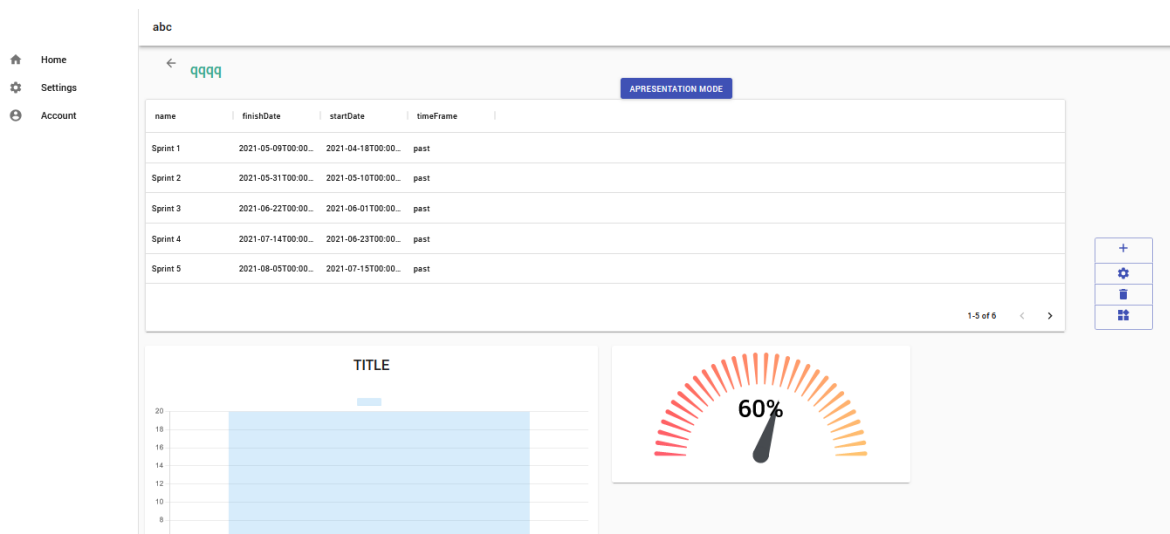 abc
Home
Settings
Account
qqqq
APRESENTATION MODE
name finishDate startDate timeFrame
Sprint 1 2021-05-09T00:00... 2021-04-18T00:00... past
Sprint 2 2021-05-31T00:00... 2021-05-10T00:00... past
Sprint 3 2021-06-22T00:00... 2021-06-01T00:00... past
Sprint 4 2021-07-14T00:00... 2021-06-23T00:00... past
Sprint 5 2021-08-05T00:00... 2021-07-15T00:00... past
1-5 of 6
TITLE
20
18
16
14
12
10
8
60%